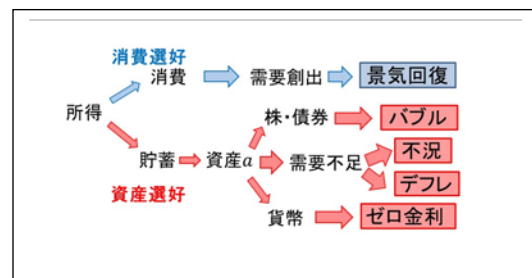 消費選好
消費
需要創出
景気回復
所得
株・債券
バブル
貯蓄
資産a
需要不足
不況
デフレ
資産選好
貨幣
ゼロ金利